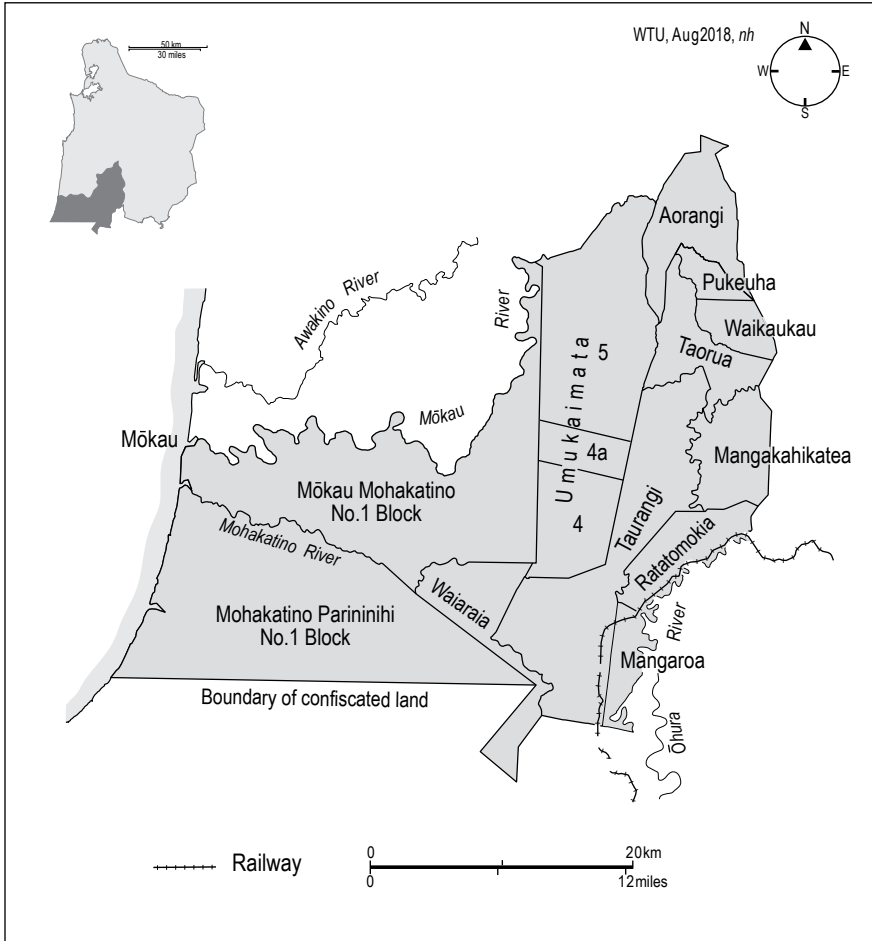 50 km
30 miles
WTU, Aug2018, nh
N
W
E
S
Aorangi
Pukeuha
Waikaukau
Taorua
Awakino River
River
Mōkau
Mōkau
5
Umukaimata
4a
4
Mangakahikatea
Mōkau Mohakatino
No.1 Block
Mohakatino River
Taurangi
Ratatomokia
Waiaraia
Mohakatino Parininihi
No.1 Block
River
Mangaroa
Ōhura
Boundary of confiscated land
Railway
0
20km
0
12miles